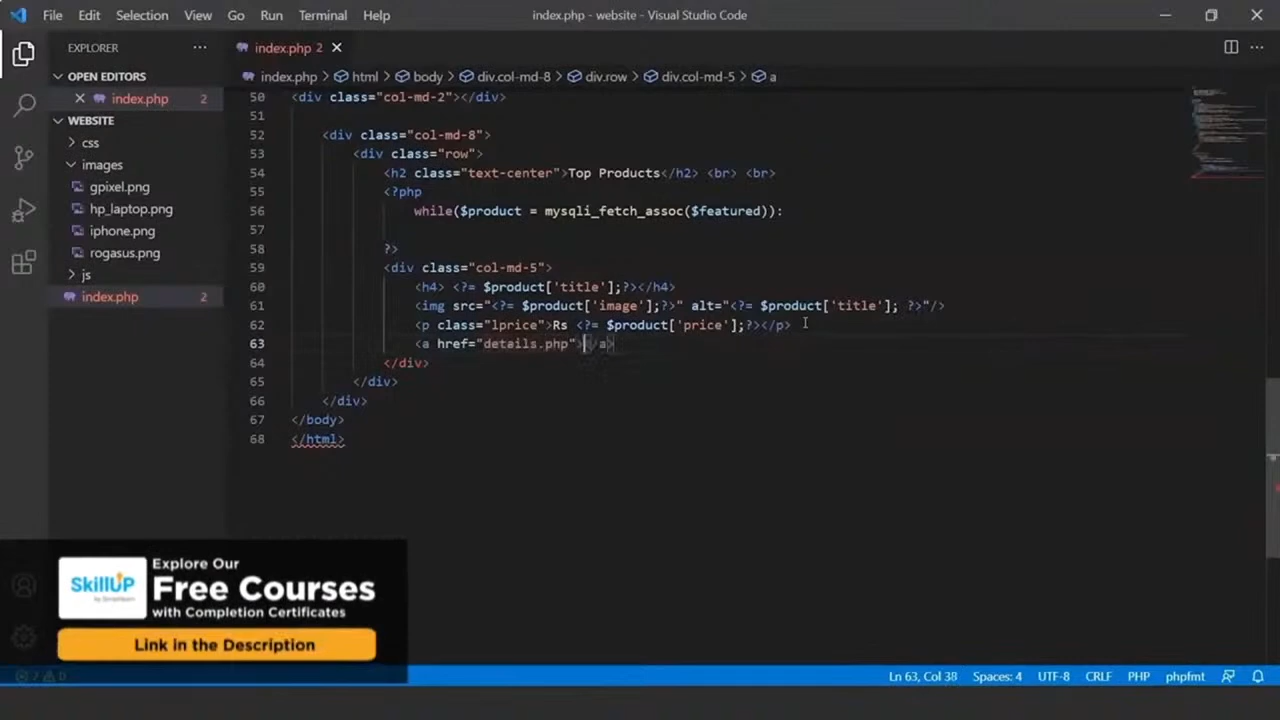 File Edit Selection View Go Run Terminal Help index.php - website - Visual Studio Code
EXPLORER ··· index.php 2
OPEN EDITORS index.php > html > body > div.col-md-8 > div.row > div.col-md-5 > a
index.php 2
WEBSITE
css
images
gpixel.png
hp_laptop.png
iphone.png
rogasus.png
js
index.php 2
50 <div class="col-md-2"></div>
51
52 <div class="col-md-8">
53 <div class="row">
54 <h2 class="text-center">Top Products</h2> <br> <br>
55 <?php
56 while($product = mysqli_fetch_assoc($featured)):
57
58 ?>
59 <div class="col-md-5">
60 <h4> <?= $product['title'];?></h4>
61 <img src="<?= $product['image'];?>" alt="<?= $product['title']; ?>"/>
62 <p class="lprice">Rs <?= $product['price'];?></p>
63 <a href="details.php"></a>
64 </div>
65 </div>
66 </div>
67 </body>
68 </html>
SkillUP
by Simplilearn
Explore Our
Free Courses
with Completion Certificates
Link in the Description
2 0 Ln 63, Col 38 Spaces: 4 UTF-8 CRLF PHP phpfmt